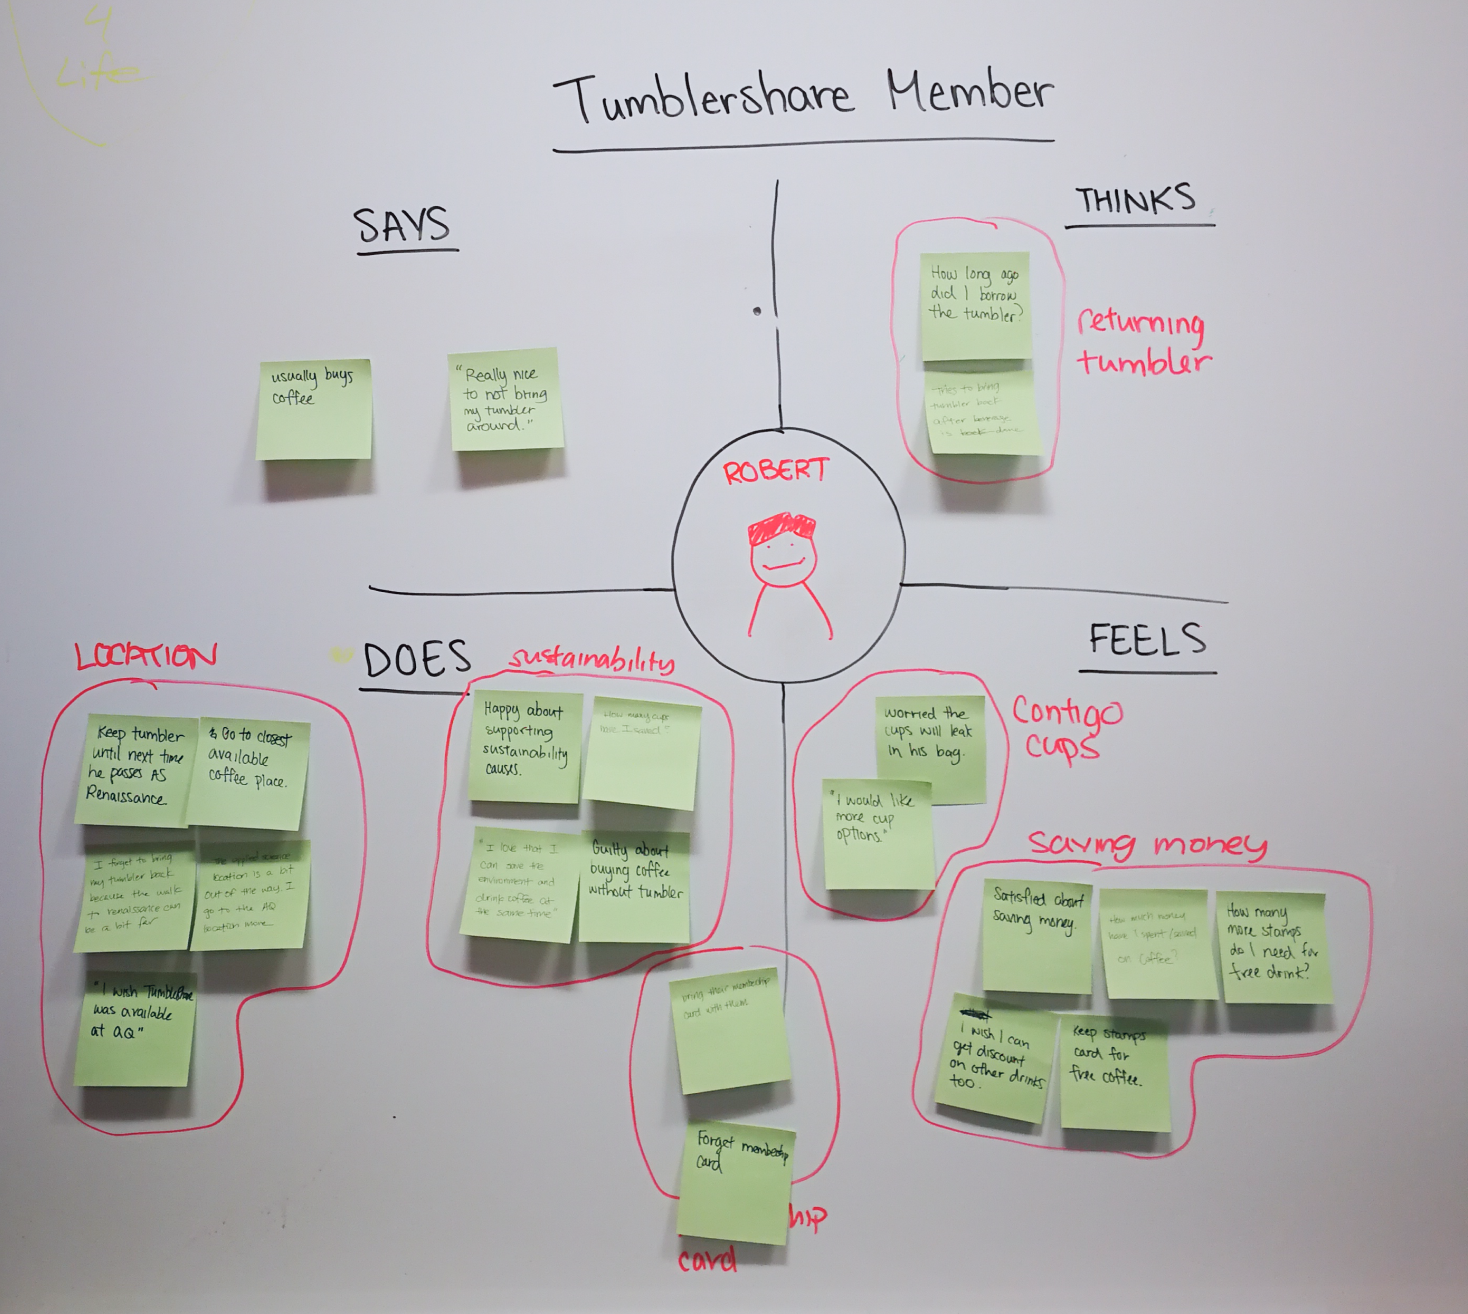 4
Life
Tumblershare Member
SAYS
THINKS
usually buys
coffee
"Really nice
to not bring
my tumbler
around."
How long ago
did I borrow
the tumbler?
Tries to bring
tumbler back
after beverage
is done
returning
tumbler
ROBERT
LOCATION
DOES
sustainability
FEELS
Keep tumbler
until next time
he passes AS
Renaissance
Go to closest
available
coffee place.
I forget to bring
my tumbler back
because the walk
to renaissance can
be a bit far
The applied science
location is a bit
out of the way I
go to the AQ
location more.
"I wish Tumblershare
was available
at AQ"
Happy about
supporting
sustainability
causes.
How many cups
have I saved?
"I love that I
can save the
environment and
drink coffee at
the same time"
Guilty about
buying coffee
without tumbler
worried the
cups will leak
in his bag.
"I would like
more cup
options"
Contigo
cups
saving money
Satisfied about
saving money.
How much money
have I spent/saved
on coffee?
How many
more stamps
do I need for
free drink?
I wish I can
get discount
on other drinks
too.
Keep stamps
card for
free coffee.
bring their membership
card with them
Forget membership
card
hip
card